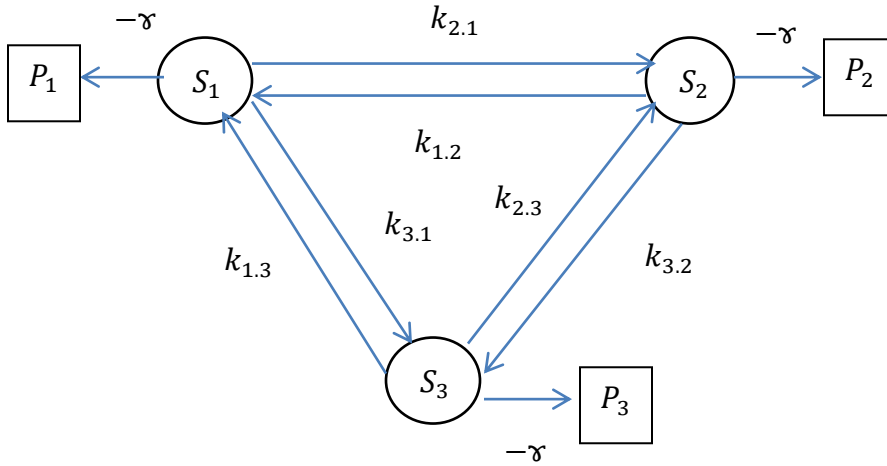 −ɤ
k₂.₁
−ɤ
P₁
S₁
S₂
P₂
k₁.₂
k₂.₃
k₃.₁
k₁.₃
k₃.₂
S₃
P₃
−ɤ